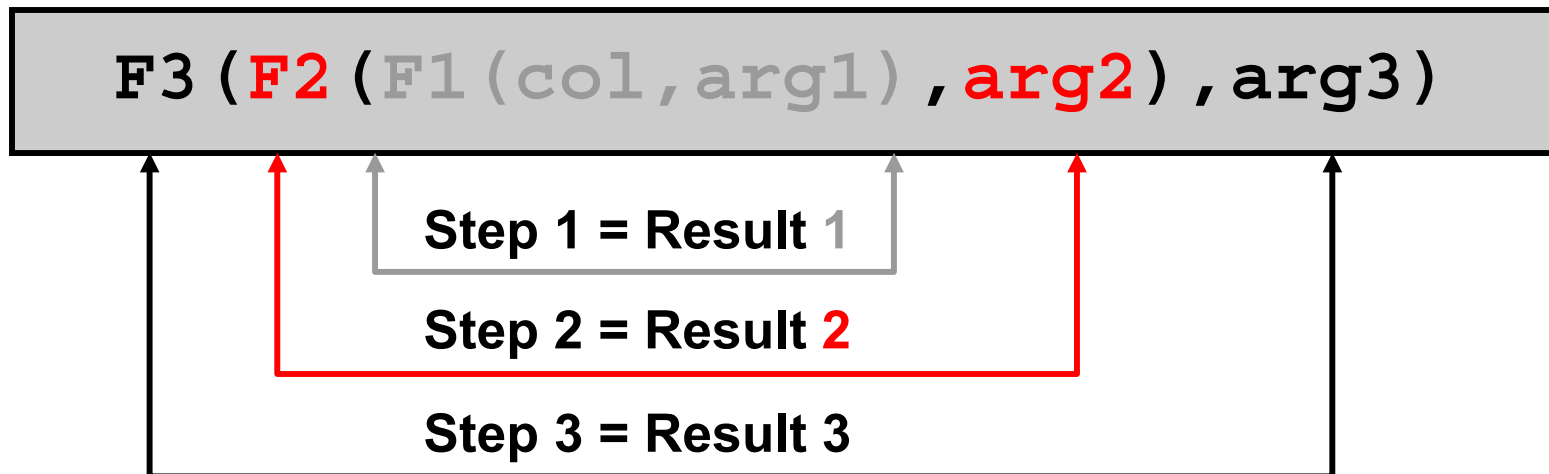 F3(F2(F1(col,arg1),arg2),arg3)
Step 1 = Result 1
Step 2 = Result 2
Step 3 = Result 3